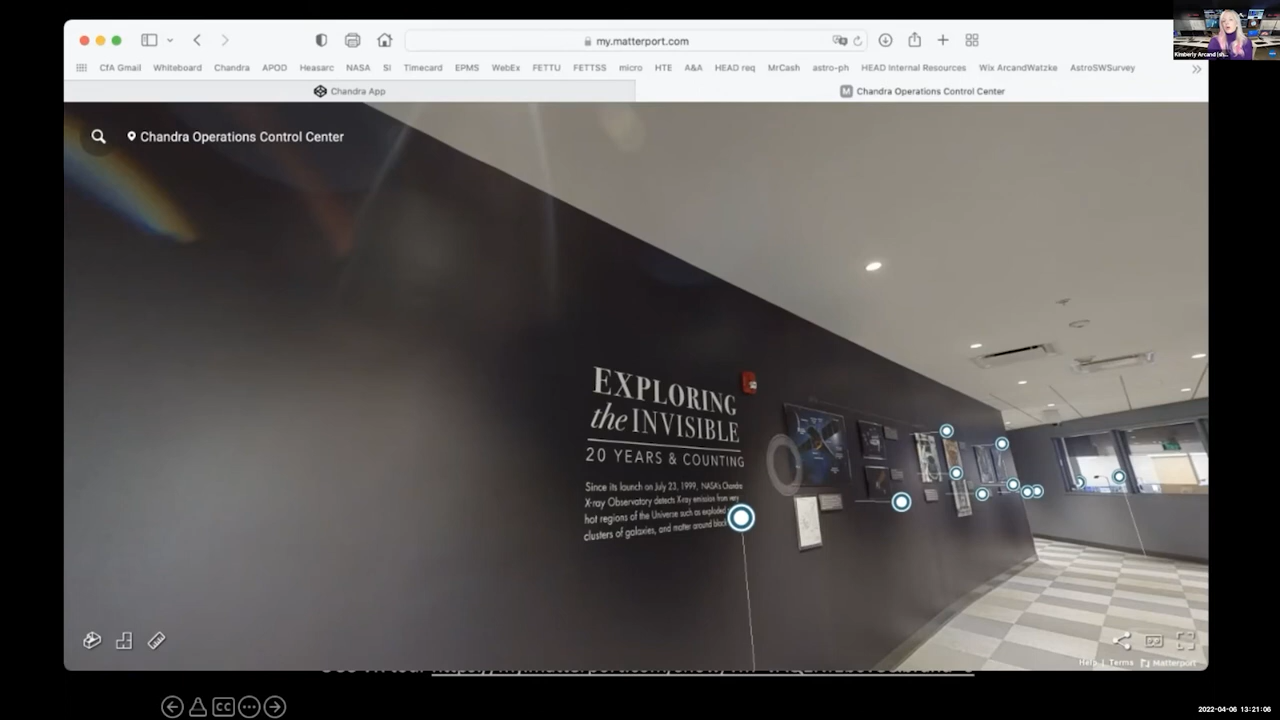 my.matterport.com
CfA Gmail Whiteboard Chandra APOD Heasarc NASA SI Timecard EPMS WebEx FETTU FETTSS micro HTE A&A HEAD req MrCash astro-ph HEAD Internal Resources Wix ArcandWatzke AstroSWSurvey
Chandra App
Chandra Operations Control Center
Chandra Operations Control Center
EXPLORING
the INVISIBLE
20 YEARS & COUNTING
Since its launch on July 23, 1999, NASA's Chandra
X-ray Observatory detects X-ray emission from very
hot regions of the Universe such as exploded
clusters of galaxies, and matter around black
Help | Terms Matterport
Kimberly Arcand
CC
2022-04-06 13:21:06